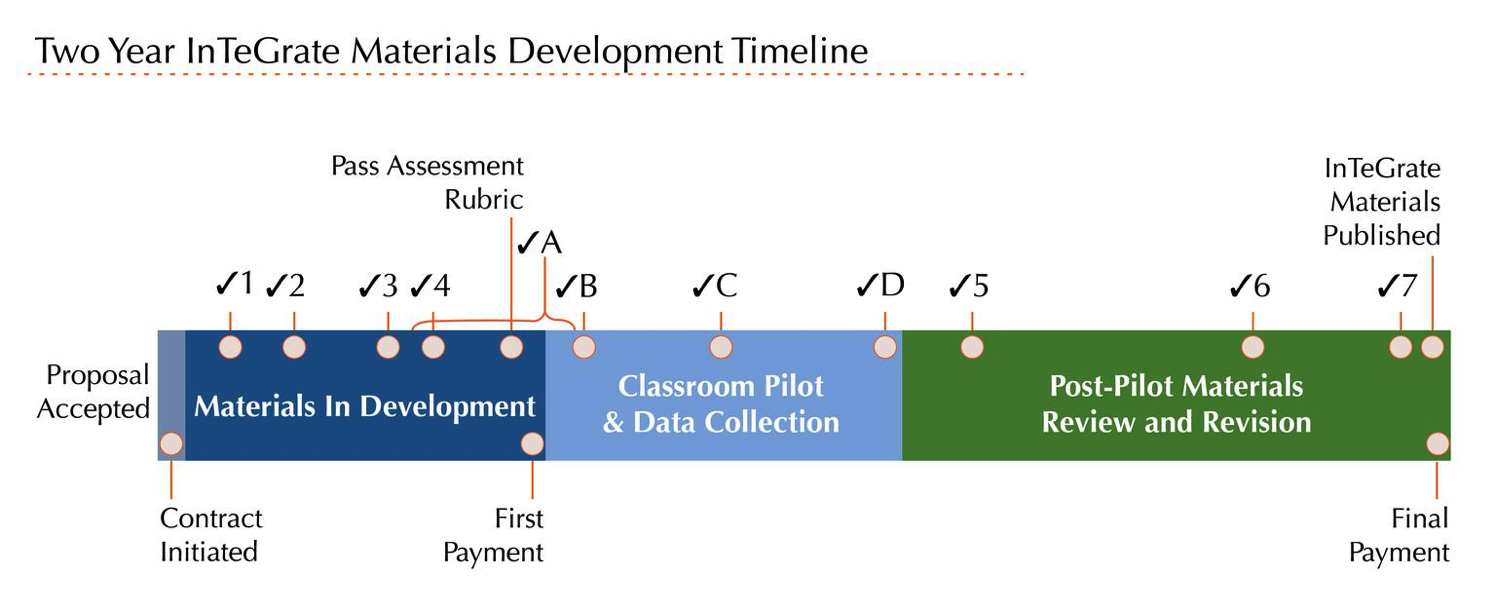 Two Year InTeGrate Materials Development Timeline
Pass Assessment
Rubric
InTeGrate
Materials
Published
✓A
✓1 ✓2 ✓3 ✓4 ✓B ✓C ✓D ✓5 ✓6 ✓7
Proposal
Accepted
Materials In Development
Classroom Pilot
& Data Collection
Post-Pilot Materials
Review and Revision
Contract
Initiated
First
Payment
Final
Payment